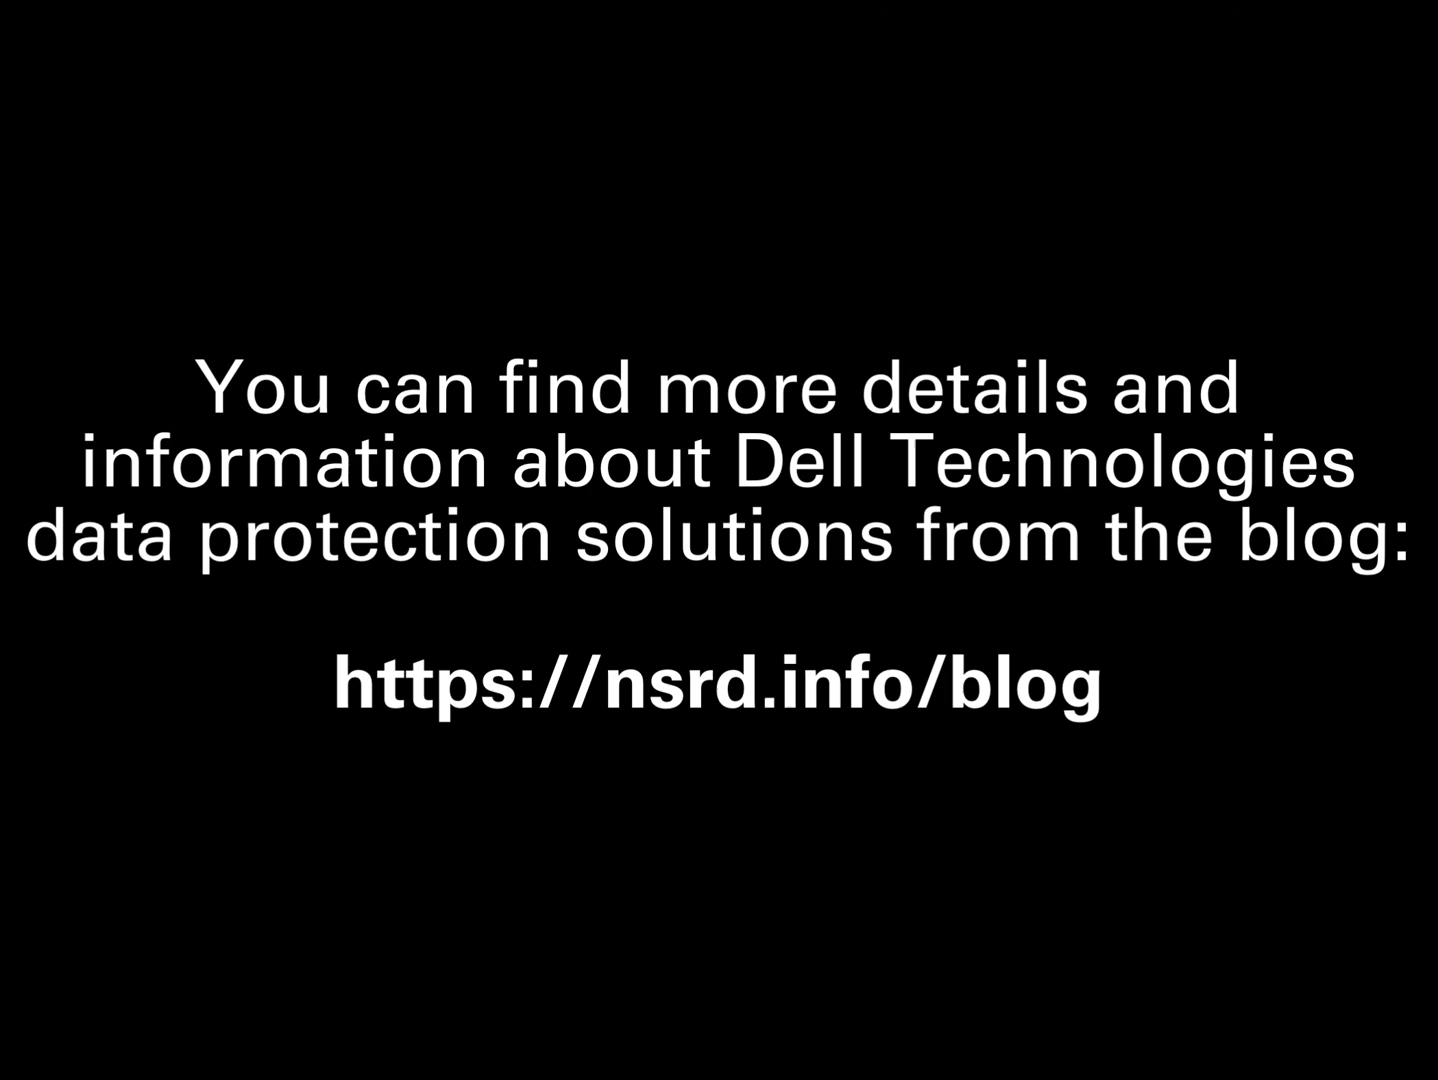 You can find more details and
information about Dell Technologies
data protection solutions from the blog:
https://nsrd.info/blog